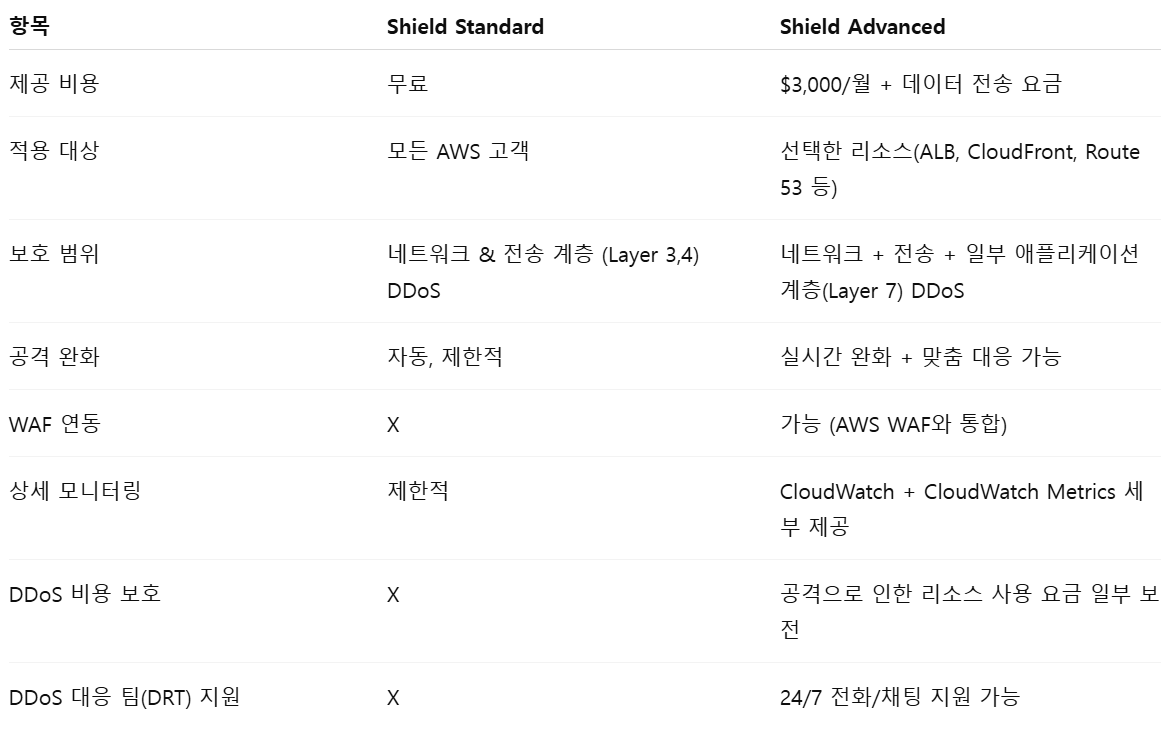 항목 Shield Standard Shield Advanced
제공 비용 무료 $3,000/월 + 데이터 전송 요금
적용 대상 모든 AWS 고객 선택한 리소스(ALB, CloudFront, Route
53 등)
보호 범위 네트워크 & 전송 계층 (Layer 3,4) 네트워크 + 전송 + 일부 애플리케이션
DDoS 계층(Layer 7) DDoS
공격 완화 자동, 제한적 실시간 완화 + 맞춤 대응 가능
WAF 연동 X 가능 (AWS WAF와 통합)
상세 모니터링 제한적 CloudWatch + CloudWatch Metrics 세
부 제공
DDoS 비용 보호 X 공격으로 인한 리소스 사용 요금 일부 보
전
DDoS 대응 팀(DRT) 지원 X 24/7 전화/채팅 지원 가능